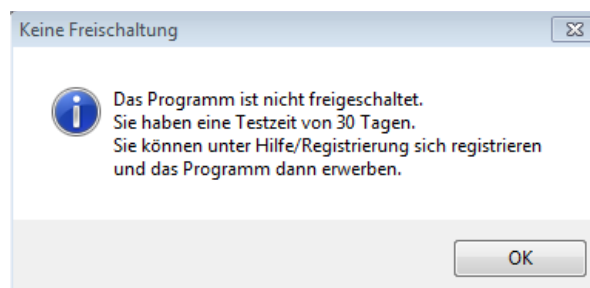 Keine Freischaltung
Das Programm ist nicht freigeschaltet.
Sie haben eine Testzeit von 30 Tagen.
Sie können unter Hilfe/Registrierung sich registrieren
und das Programm dann erwerben.
OK